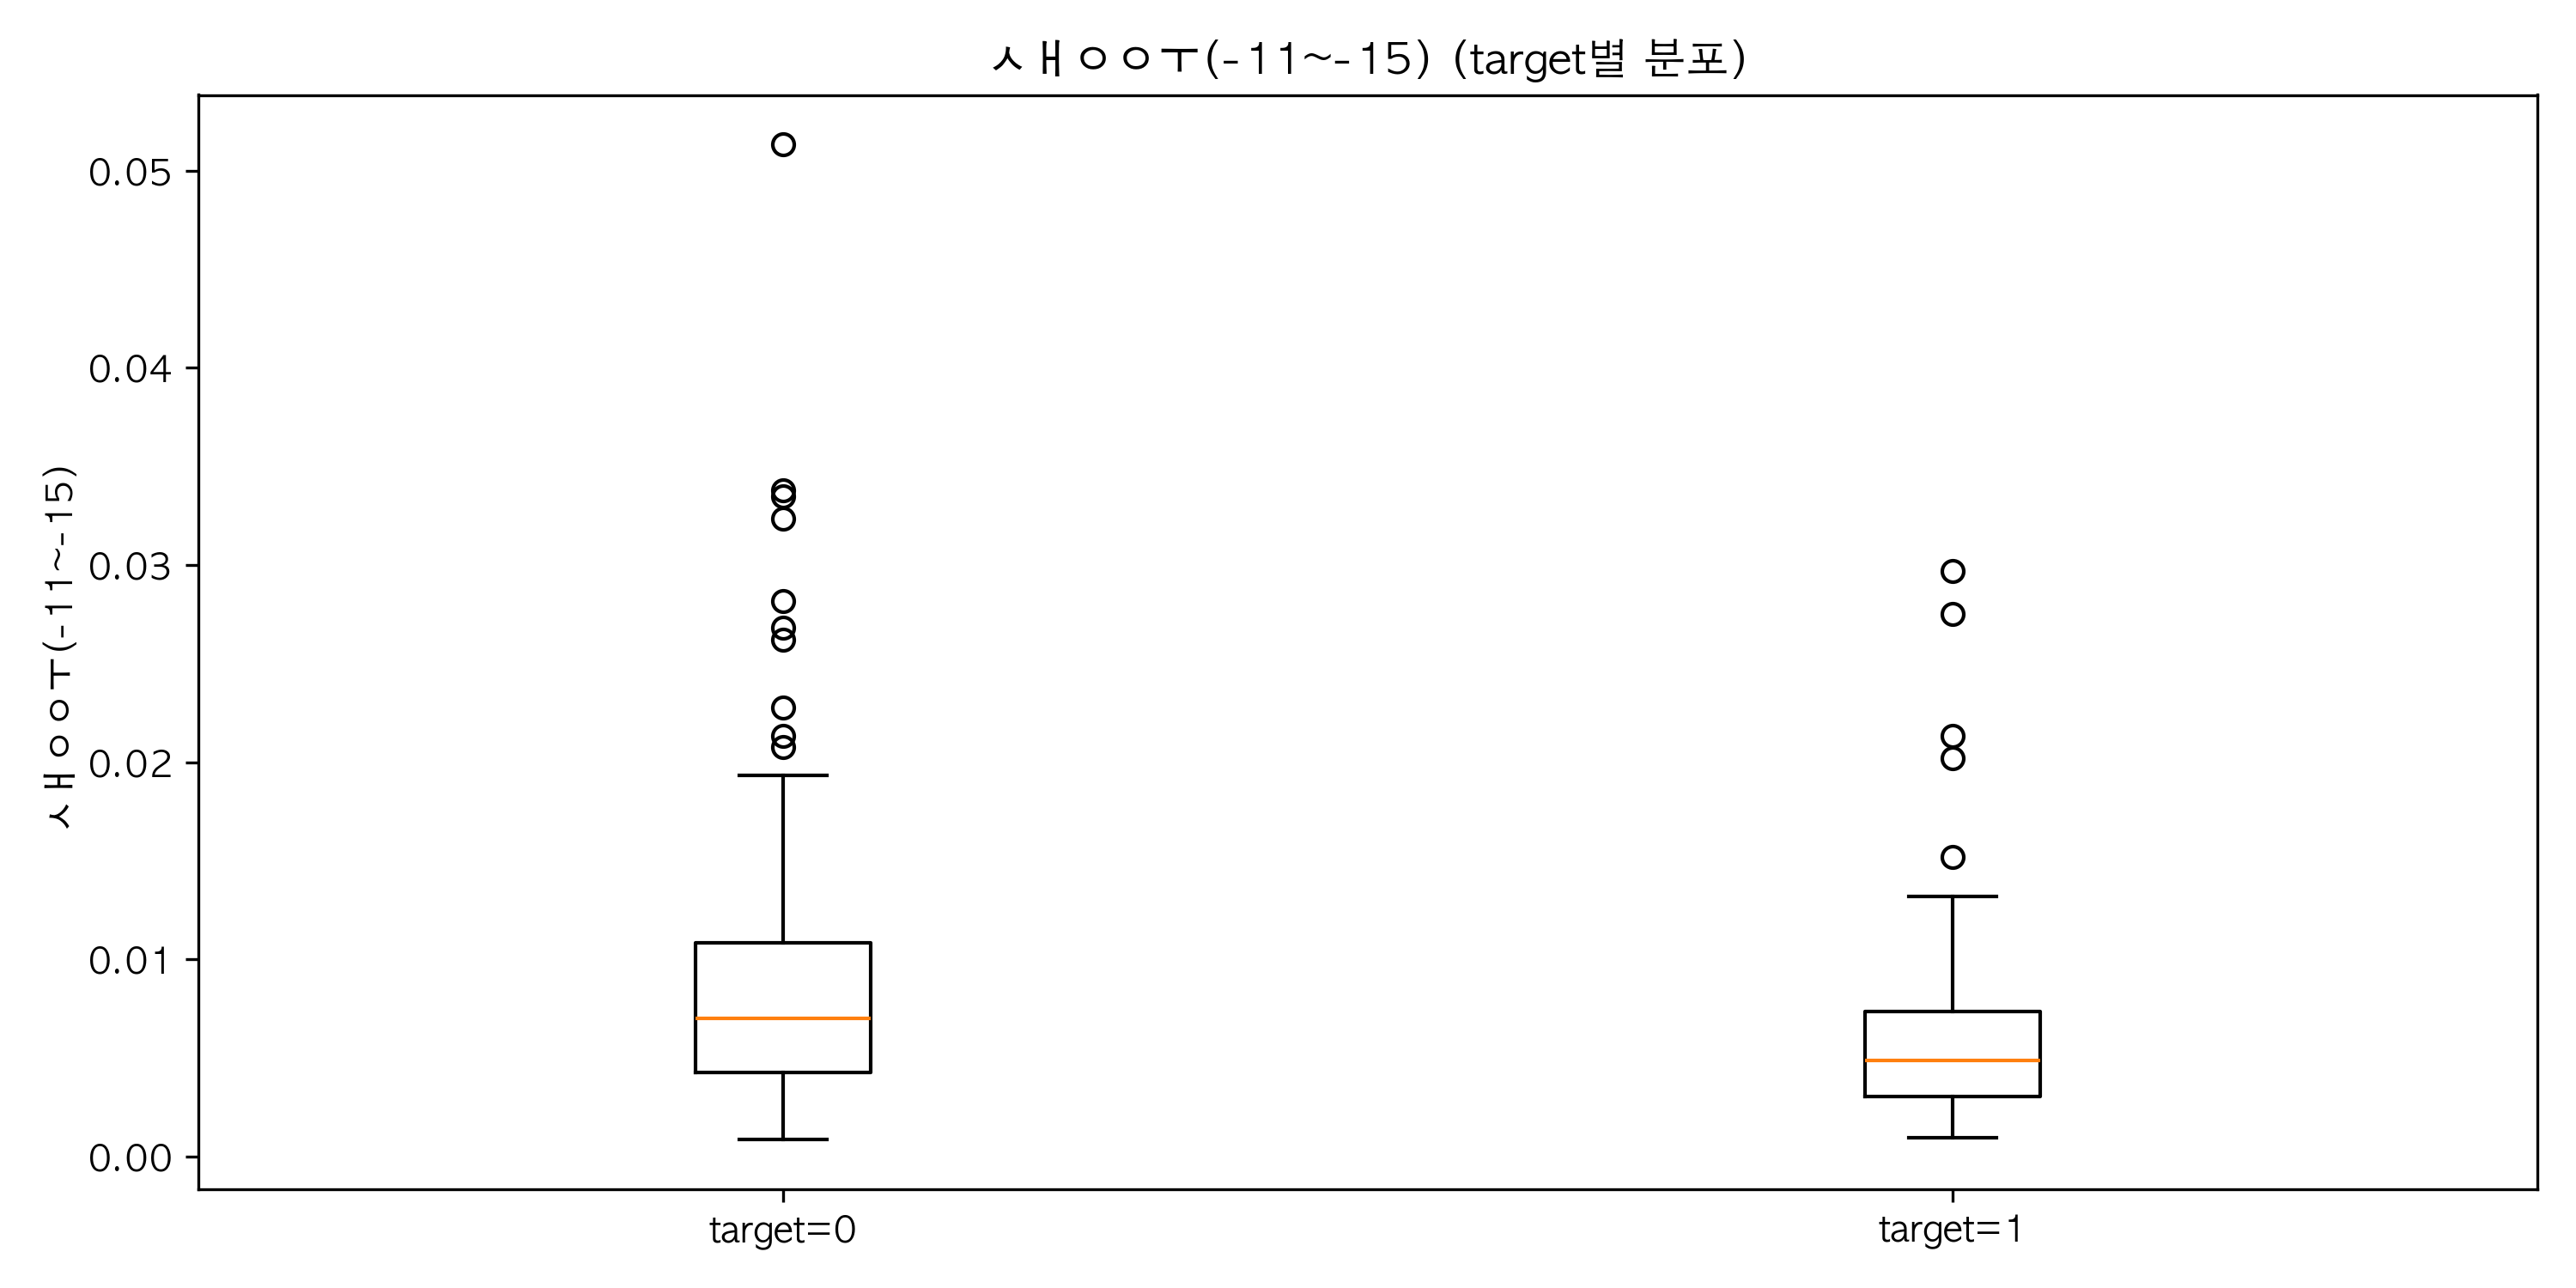 ㅅㅐㅇㅇㅜ(-11~-15) (target별 분포)
ㅅㅐㅇㅇㅜ(-11~-15)
0.05
0.04
0.03
0.02
0.01
0.00
target=0
target=1